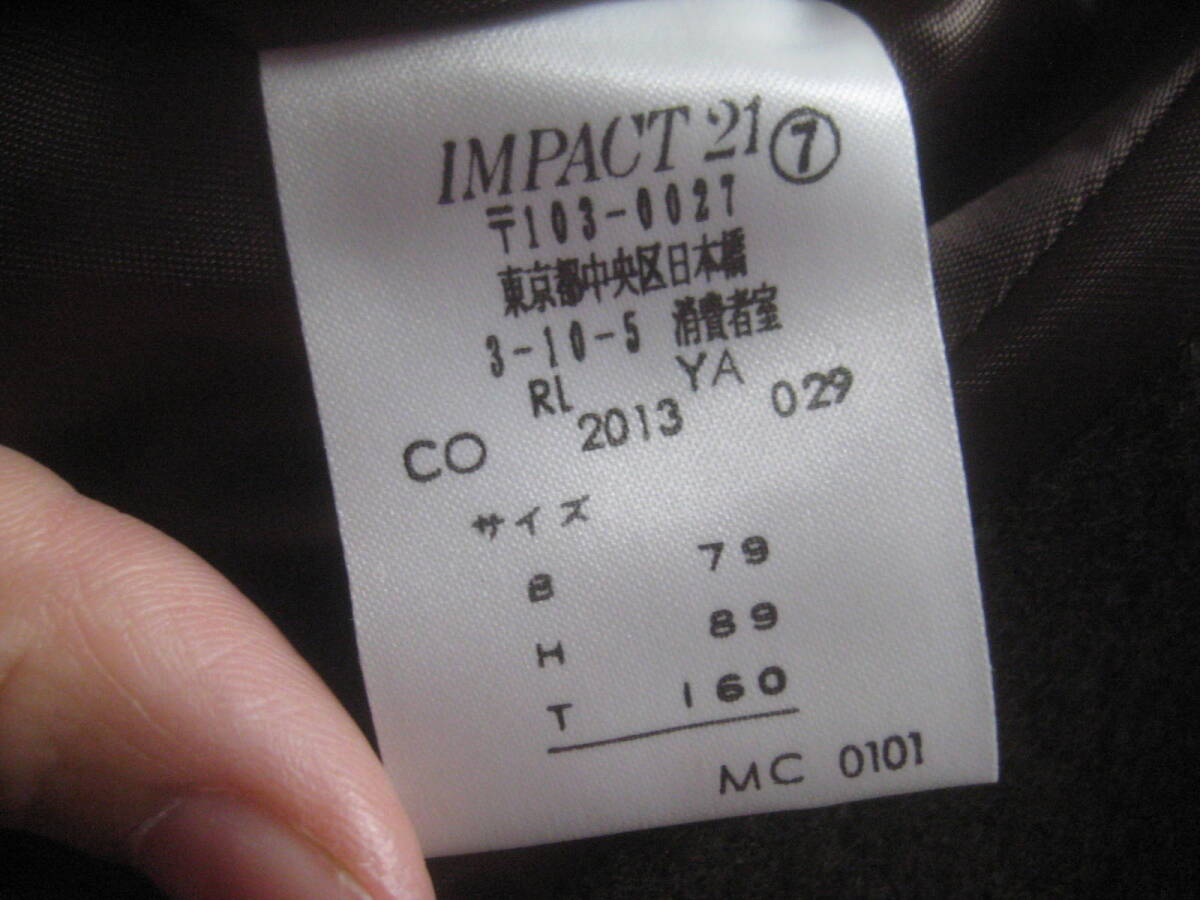 IMPACT 21 ⑦
〒103-0027
東京都中央区日本橋
3-10-5 消費者室
RL YA
CO 2013 029
サイズ
B 79
H 89
T 160
MC 0101